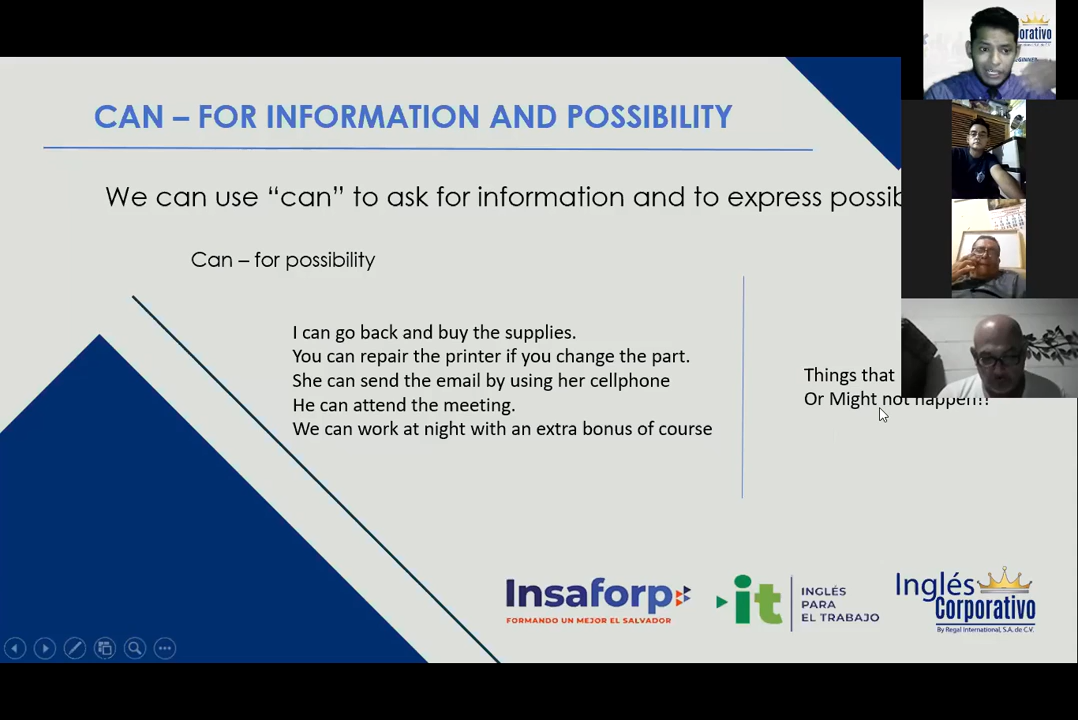 CAN – FOR INFORMATION AND POSSIBILITY
We can use “can” to ask for information and to express
Can – for possibility
I can go back and buy the supplies.
You can repair the printer if you change the part.
She can send the email by using her cellphone
He can attend the meeting.
We can work at night with an extra bonus of course
Things that
Or Might not happen!!
Insaforp
FORMANDO UN MEJOR EL SALVADOR
it
INGLÉS
PARA
EL TRABAJO
Inglés
Corporativo
By Regal International, S.A. de C.V.